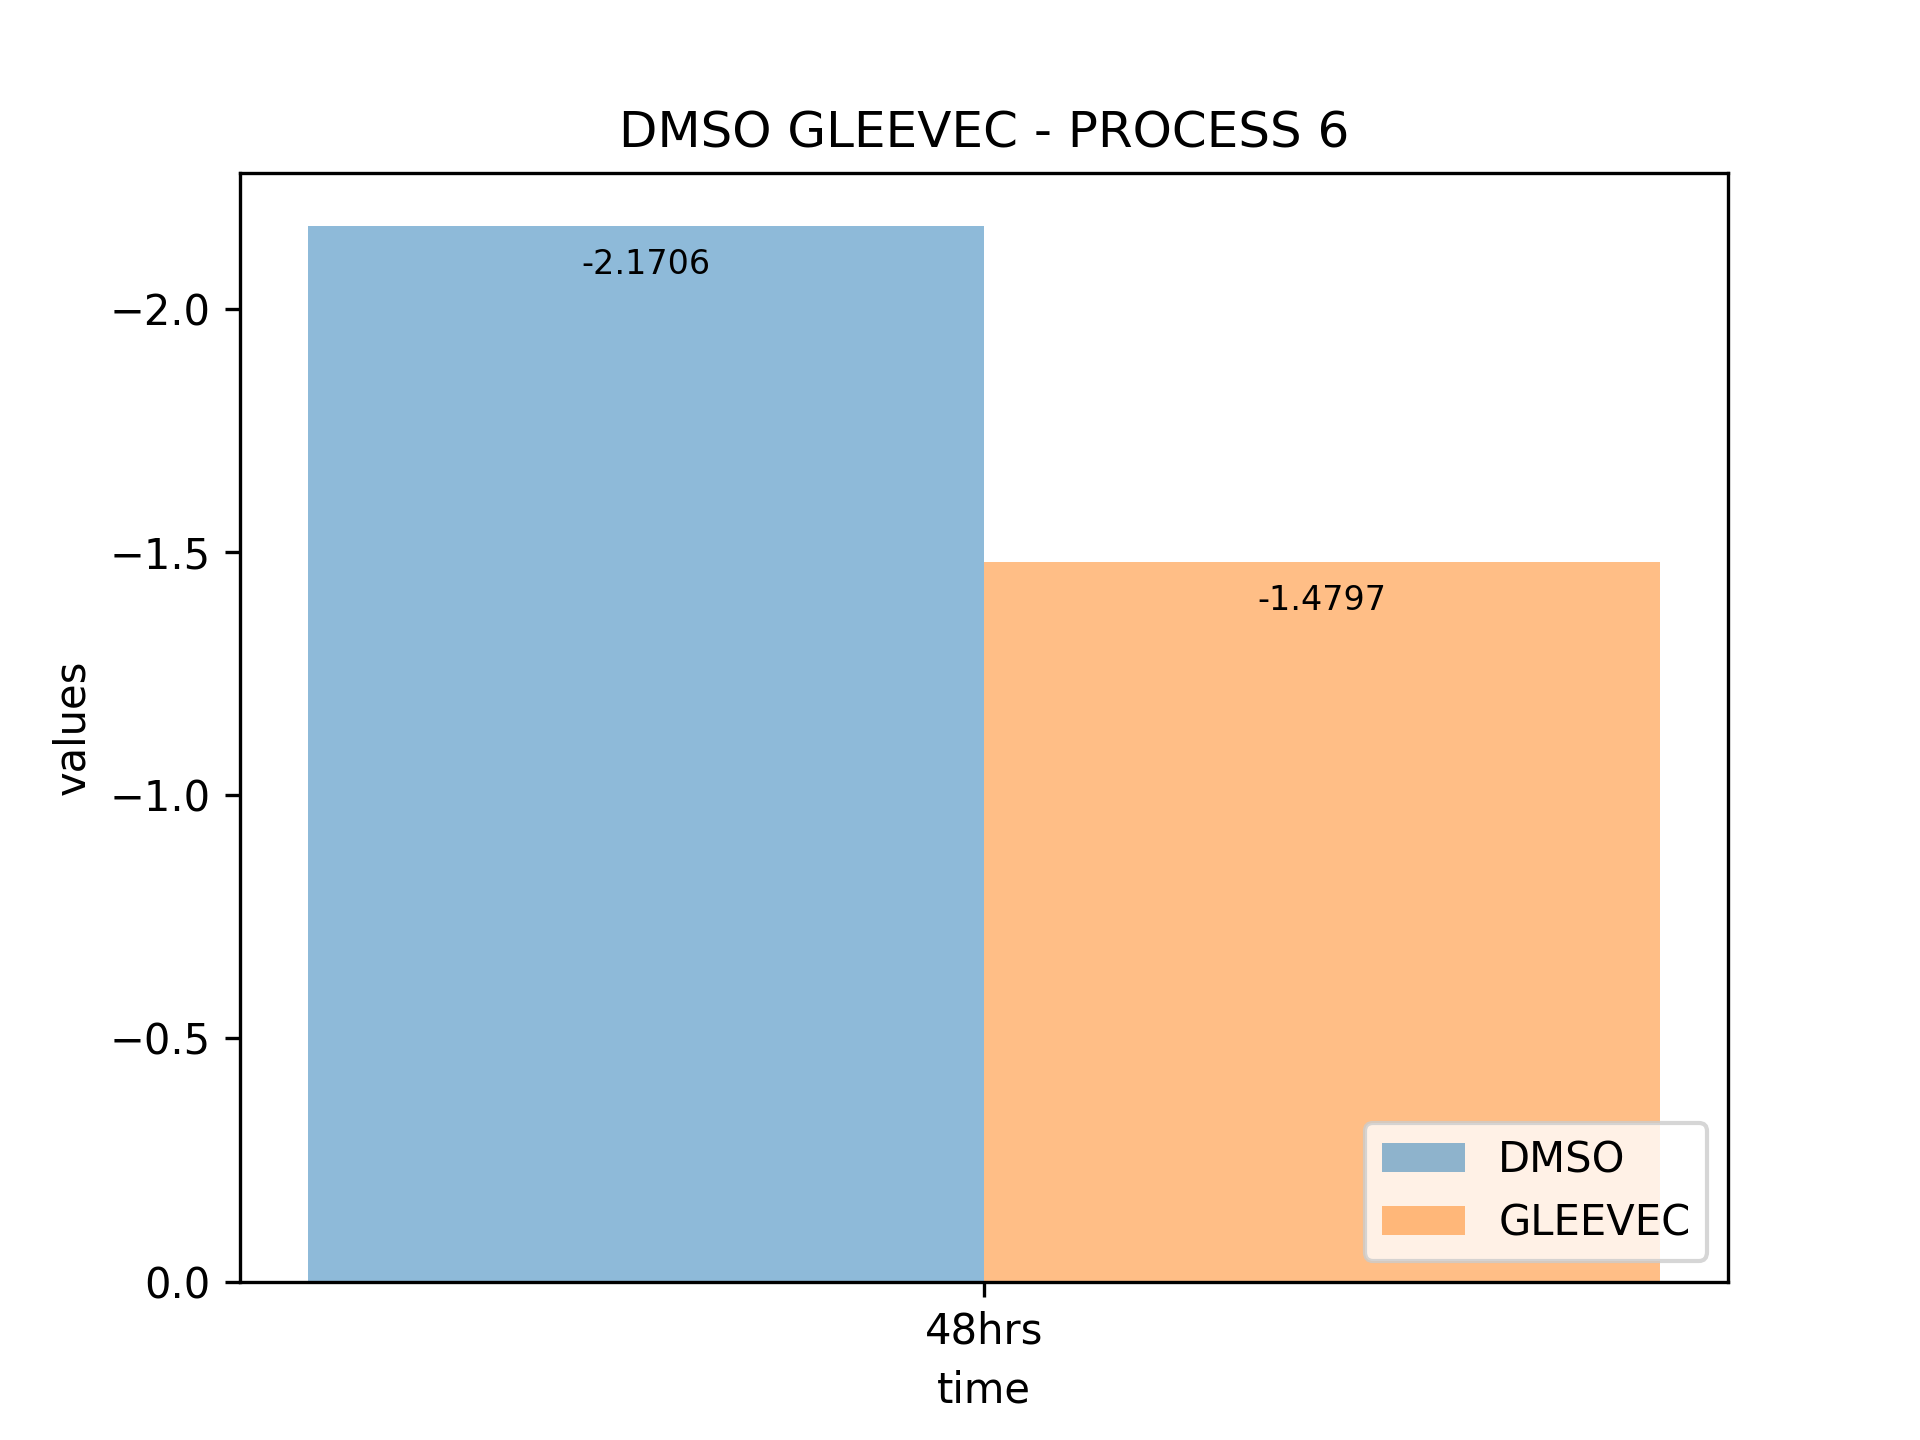 DMSO GLEEVEC - PROCESS 6
-2.1706
−2.0
−1.5
-1.4797
values
−1.0
−0.5
DMSO
GLEEVEC
0.0
48hrs
time